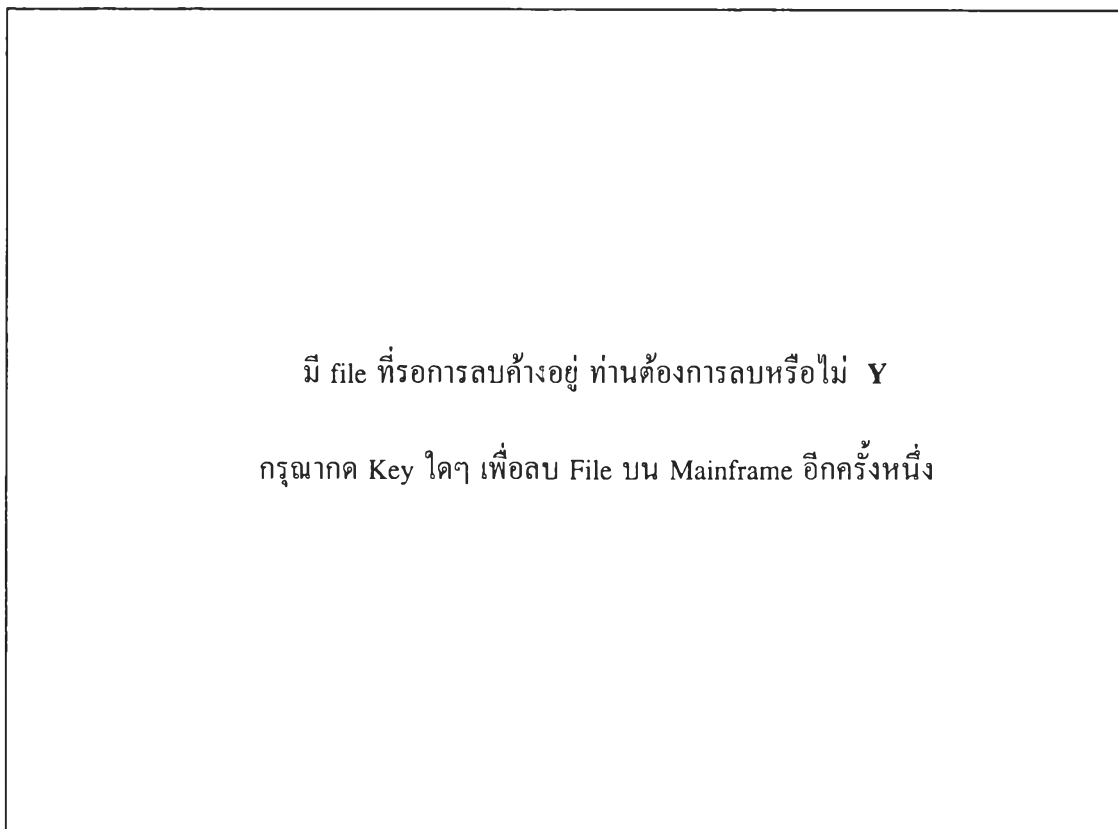 มี file ที่รอการลบค้างอยู่ ท่านต้องการลบหรือไม่ Y
กรุณากด Key ใดๆ เพื่อลบ File บน Mainframe อีกครั้งหนึ่ง